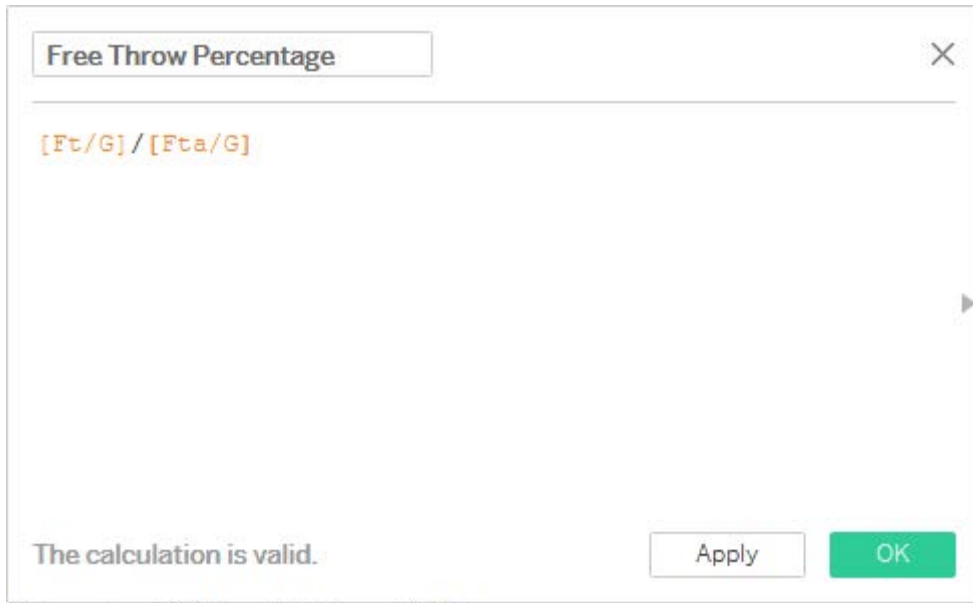 Free Throw Percentage
[Ft/G]/[Fta/G]
The calculation is valid.
Apply
OK